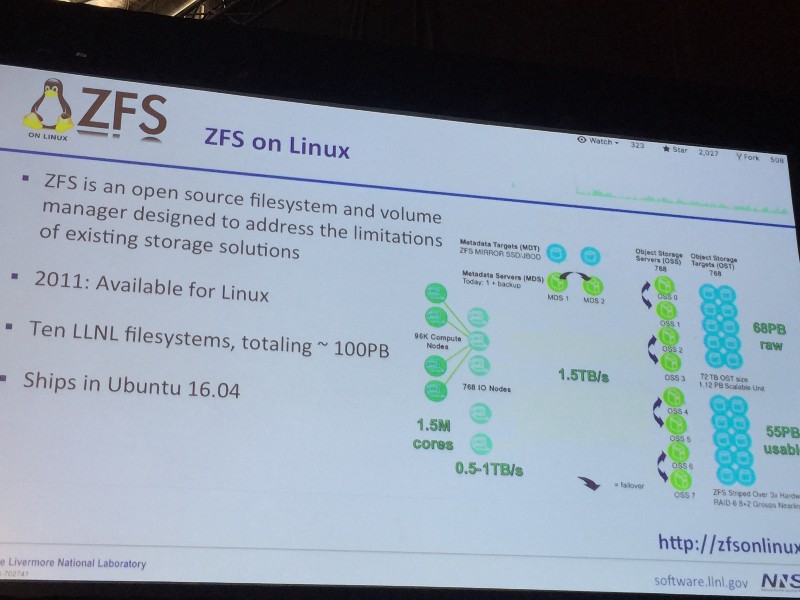 ZFS
ON LINUX
ZFS on Linux
Watch 323 Star 2,027 Fork 508
ZFS is an open source filesystem and volume
manager designed to address the limitations
of existing storage solutions
2011: Available for Linux
Ten LLNL filesystems, totaling ~ 100PB
Ships in Ubuntu 16.04
Metadata Targets (MDT)
ZFS MIRROR SSD/JBOD
Metadata Servers (MDS)
Today: 1 + backup
MDS 1 MDS 2
96K Compute
Nodes
768 IO Nodes
1.5M
cores
0.5-1TB/s
1.5TB/s
Object Storage
Servers (OSS)
768
OSS 0
OSS 1
OSS 2
OSS 3
OSS 4
OSS 5
OSS 6
OSS 7
Object Storage
Targets (OST)
768
68PB
raw
72 TB OST size
1.12 PB Scalable Unit
55PB
usabl
ZFS Striped Over 3x Hardw
RAID-6 8+2 Groups Nearlin
= failover
http://zfsonlinux
e Livermore National Laboratory
software.llnl.gov
NNS